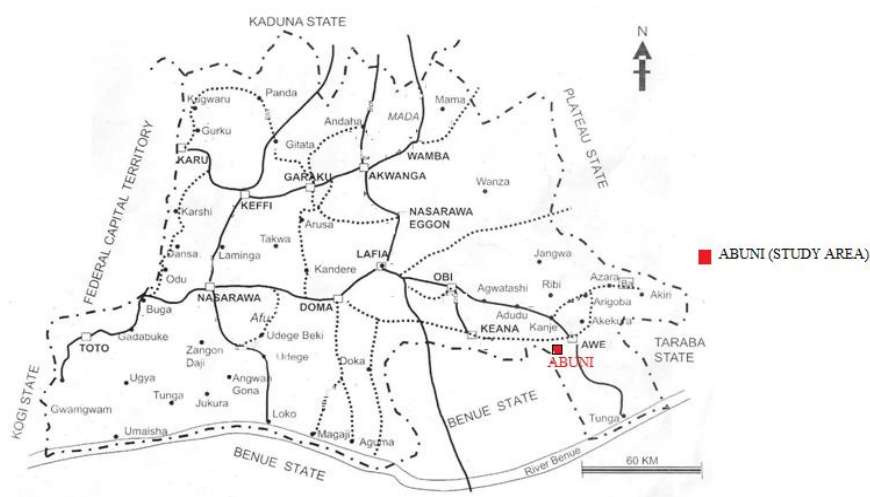 KADUNA STATE
N
Kugwaru
Panda
Mama
MADA
Andaha
Gurku
Gitata
PLATEAU STATE
FEDERAL CAPITAL TERRITORY
KARU
WAMBA
GARAKU
AKWANGA
Wanza
KEFFI
Karshi
NASARAWA
EGGON
Arusa
Takwa
Dansa
Laminga
LAFIA
Jangwa
ABUNI (STUDY AREA)
Odu
Kandere
OBI
Azara
Ribi
Agwatashi
Akiri
NASARAWA
DOMA
Arigoba
Buga
Adudu
Afu
Kanje
Akekura
Gadabuke
Udege Beki
KEANA
TOTO
AWE
TARABA
STATE
Zangon
Daji
Udege
Doka
ABUNI
KOGI STATE
Ugya
Angwan
Gona
Tunga
Jukura
BENUE STATE
Gwamgwam
Loko
Tunga
Umaisha
Magaji
Aguma
BENUE STATE
River Benue
60 KM